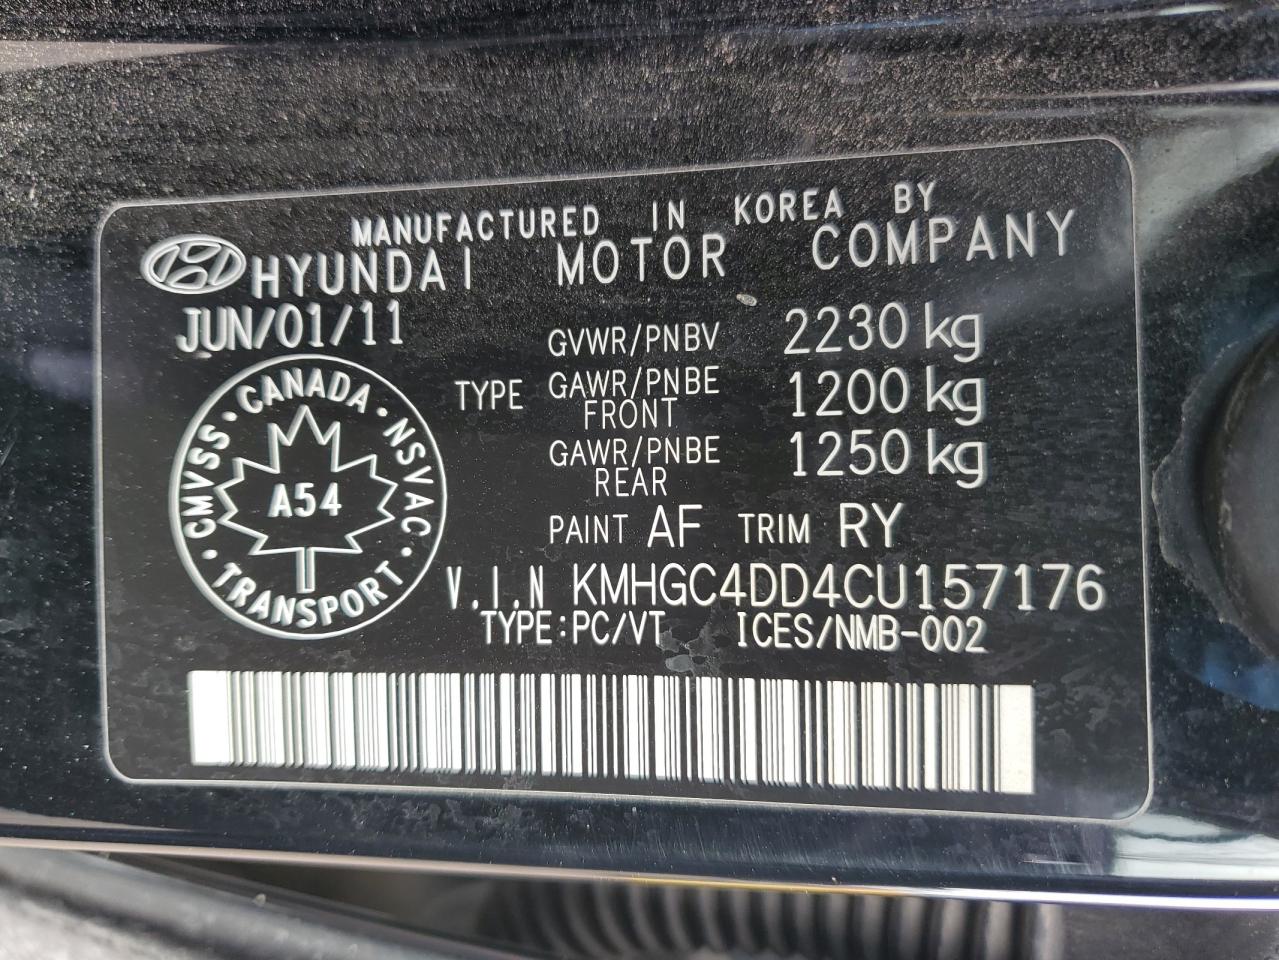 MANUFACTURED IN KOREA BY
HYUNDAI MOTOR COMPANY
JUN/01/11
GVWR/PNBV 2230 kg
TYPE GAWR/PNBE FRONT 1200 kg
GAWR/PNBE REAR 1250 kg
PAINT AF TRIM RY
V.I.N KMHGC4DD4CU157176
TYPE:PC/VT ICES/NMB-002
CANADA · NSVAC · TRANSPORT · CMVSS ·
A54